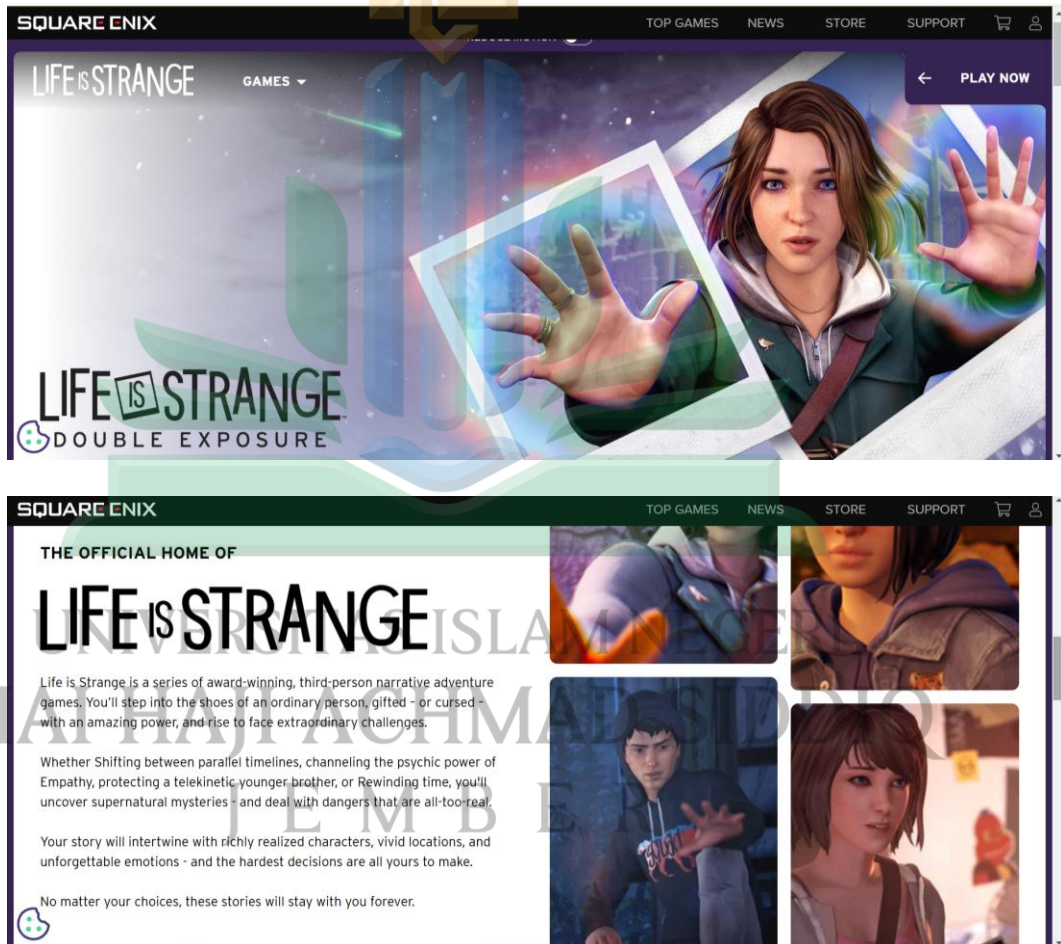 SQUARE ENIX
TOP GAMES NEWS STORE SUPPORT
REDUCE MOTION
LIFE IS STRANGE
GAMES
PLAY NOW
LIFE IS STRANGE
DOUBLE EXPOSURE
SQUARE ENIX
TOP GAMES NEWS STORE SUPPORT
THE OFFICIAL HOME OF
LIFE IS STRANGE
Life is Strange is a series of award-winning, third-person narrative adventure
games. You'll step into the shoes of an ordinary person, gifted - or cursed -
with an amazing power, and rise to face extraordinary challenges.
Whether Shifting between parallel timelines, channeling the psychic power of
Empathy, protecting a telekinetic younger brother, or Rewinding time, you'll
uncover supernatural mysteries - and deal with dangers that are all-too-real.
Your story will intertwine with richly realized characters, vivid locations, and
unforgettable emotions - and the hardest decisions are all yours to make.
No matter your choices, these stories will stay with you forever.
UNIVERSITAS ISLAM NEGERI
AI HAJI ACHMAD SIDDIQ
JEMBER